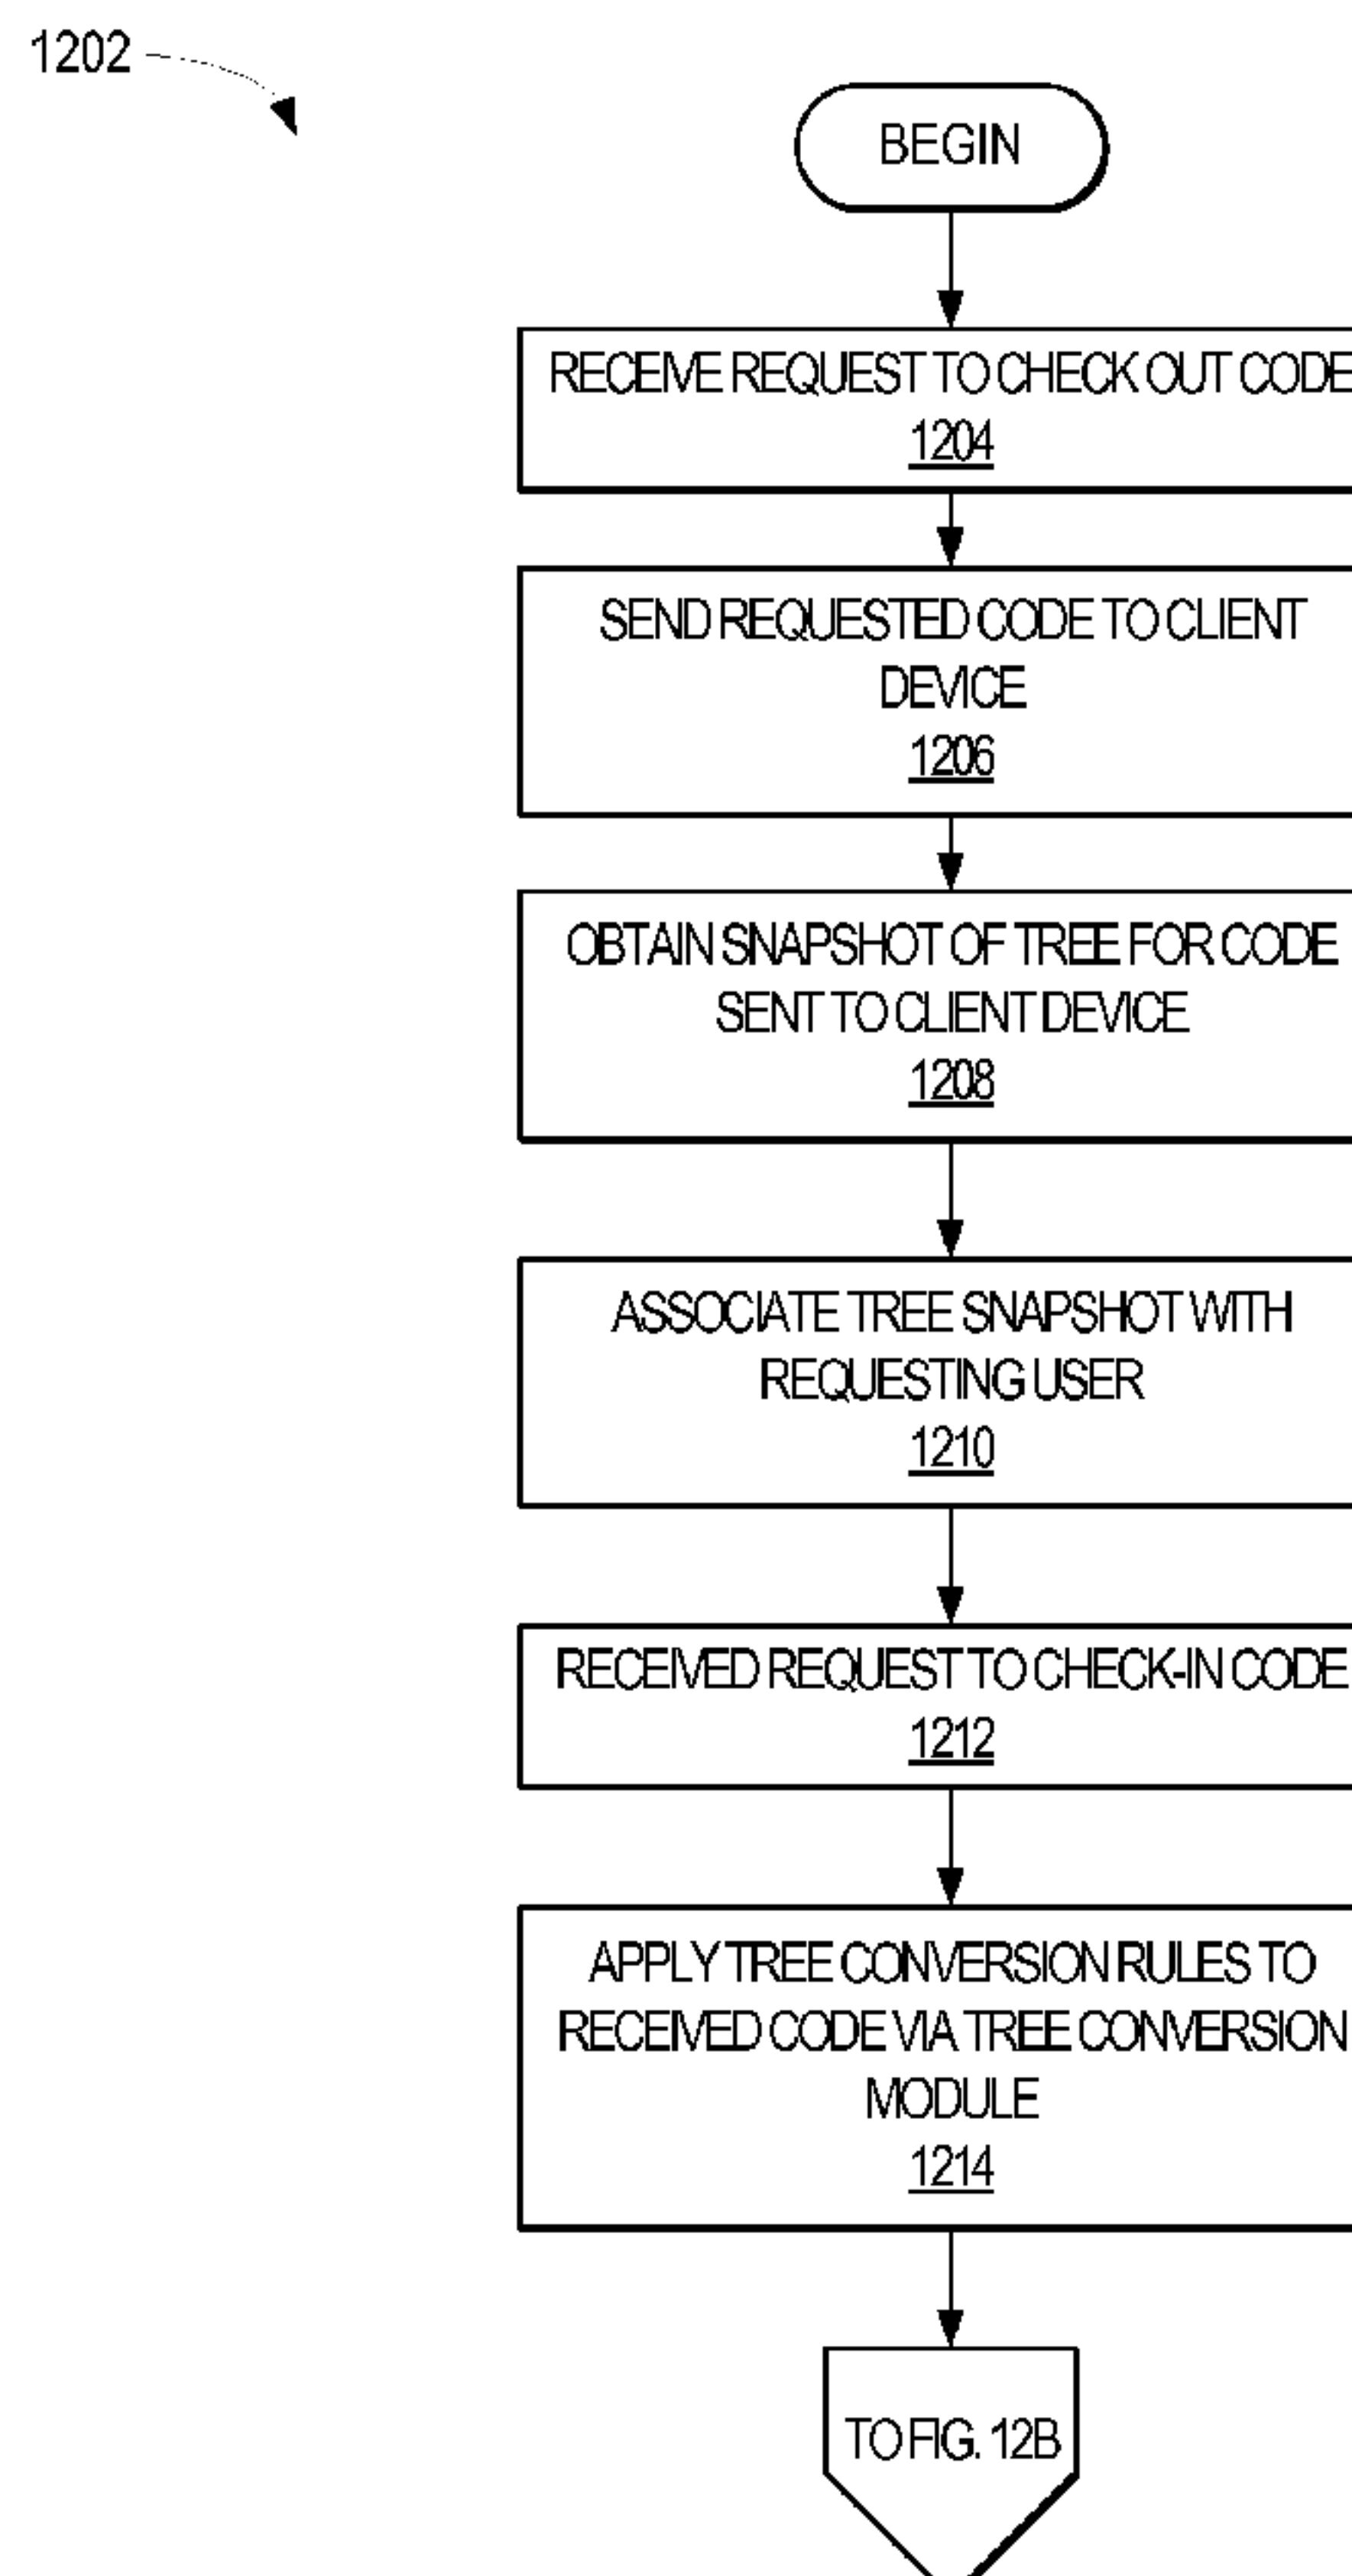 1202
BEGIN
RECEIVE REQUEST TO CHECK OUT CODE
1204
SEND REQUESTED CODE TO CLIENT
DEVICE
1206
OBTAIN SNAPSHOT OF TREE FOR CODE
SENT TO CLIENT DEVICE
1208
ASSOCIATE TREE SNAPSHOT WITH
REQUESTING USER
1210
RECEIVED REQUEST TO CHECK-IN CODE
1212
APPLY TREE CONVERSION RULES TO
RECEIVED CODE VIA TREE CONVERSION
MODULE
1214
TO FIG. 12B